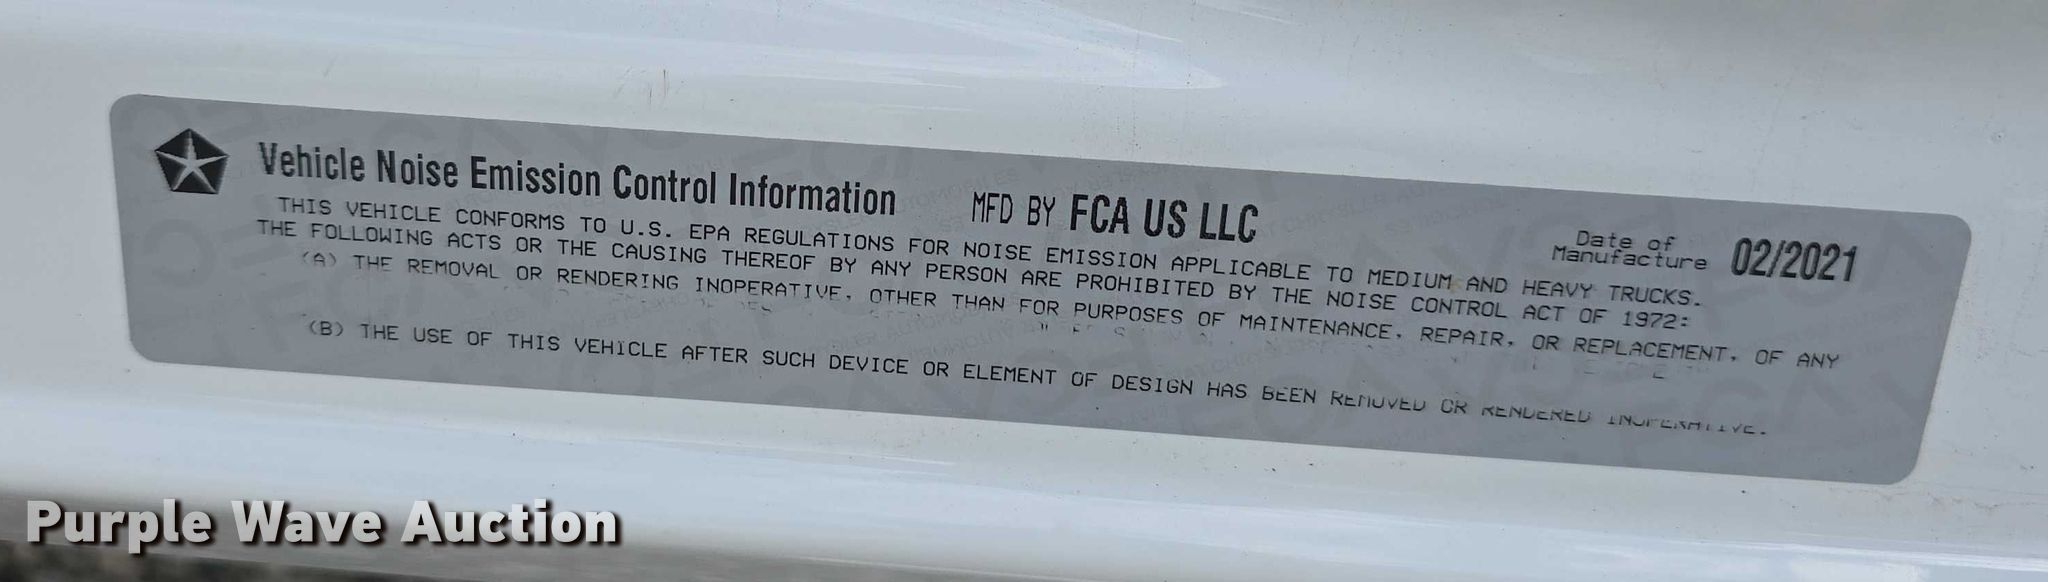 Vehicle Noise Emission Control Information MFD BY FCA US LLC
Date of Manufacture 02/2021
THIS VEHICLE CONFORMS TO U.S. EPA REGULATIONS FOR NOISE EMISSION APPLICABLE TO MEDIUM AND HEAVY TRUCKS.
THE FOLLOWING ACTS OR THE CAUSING THEREOF BY ANY PERSON ARE PROHIBITED BY THE NOISE CONTROL ACT OF 1972:
(A) THE REMOVAL OR RENDERING INOPERATIVE, OTHER THAN FOR PURPOSES OF MAINTENANCE, REPAIR, OR REPLACEMENT, OF ANY
(B) THE USE OF THIS VEHICLE AFTER SUCH DEVICE OR ELEMENT OF DESIGN HAS BEEN REMOVED OR RENDERED INOPERATIVE.
Purple Wave Auction